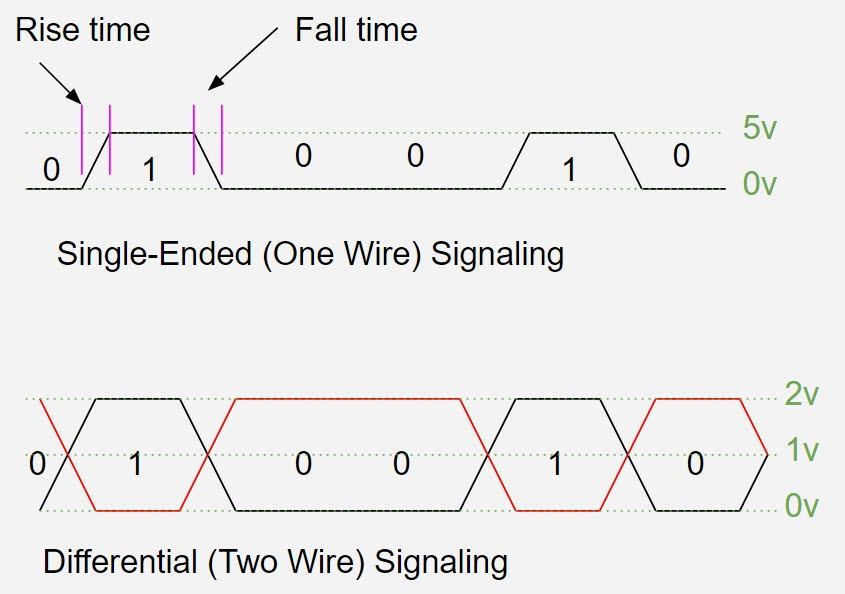 Rise time
Fall time
5v
0 1 0 0 1 0
0v
Single-Ended (One Wire) Signaling
2v
1v
0 1 0 0 1 0
0v
Differential (Two Wire) Signaling